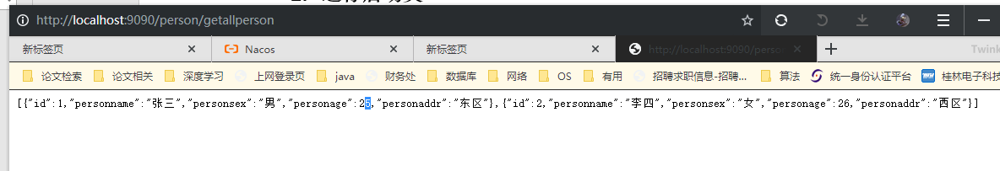 http://localhost:9090/person/getallperson
新标签页 Nacos 新标签页 http://localhost:9090/perso Twink
论文检索 论文相关 深度学习 上网登录页 java 财务处 数据库 网络 OS 有用 招聘求职信息-招聘... 算法 统一身份认证平台 桂林电子科技
[{"id":1,"personname":"张三","personsex":"男","personage":25,"personaddr":"东区"},{"id":2,"personname":"李四","personsex":"女","personage":26,"personaddr":"西区"}]